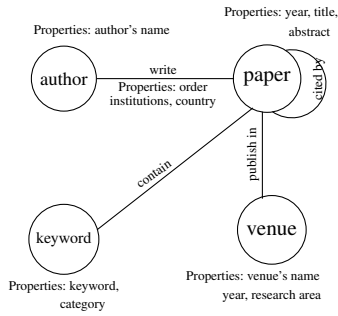 Properties: year, title,
abstract
Properties: author's name
author
write
Properties: order
institutions, country
paper
cited by
contain
publish in
keyword
venue
Properties: keyword,
category
Properties: venue's name
year, research area